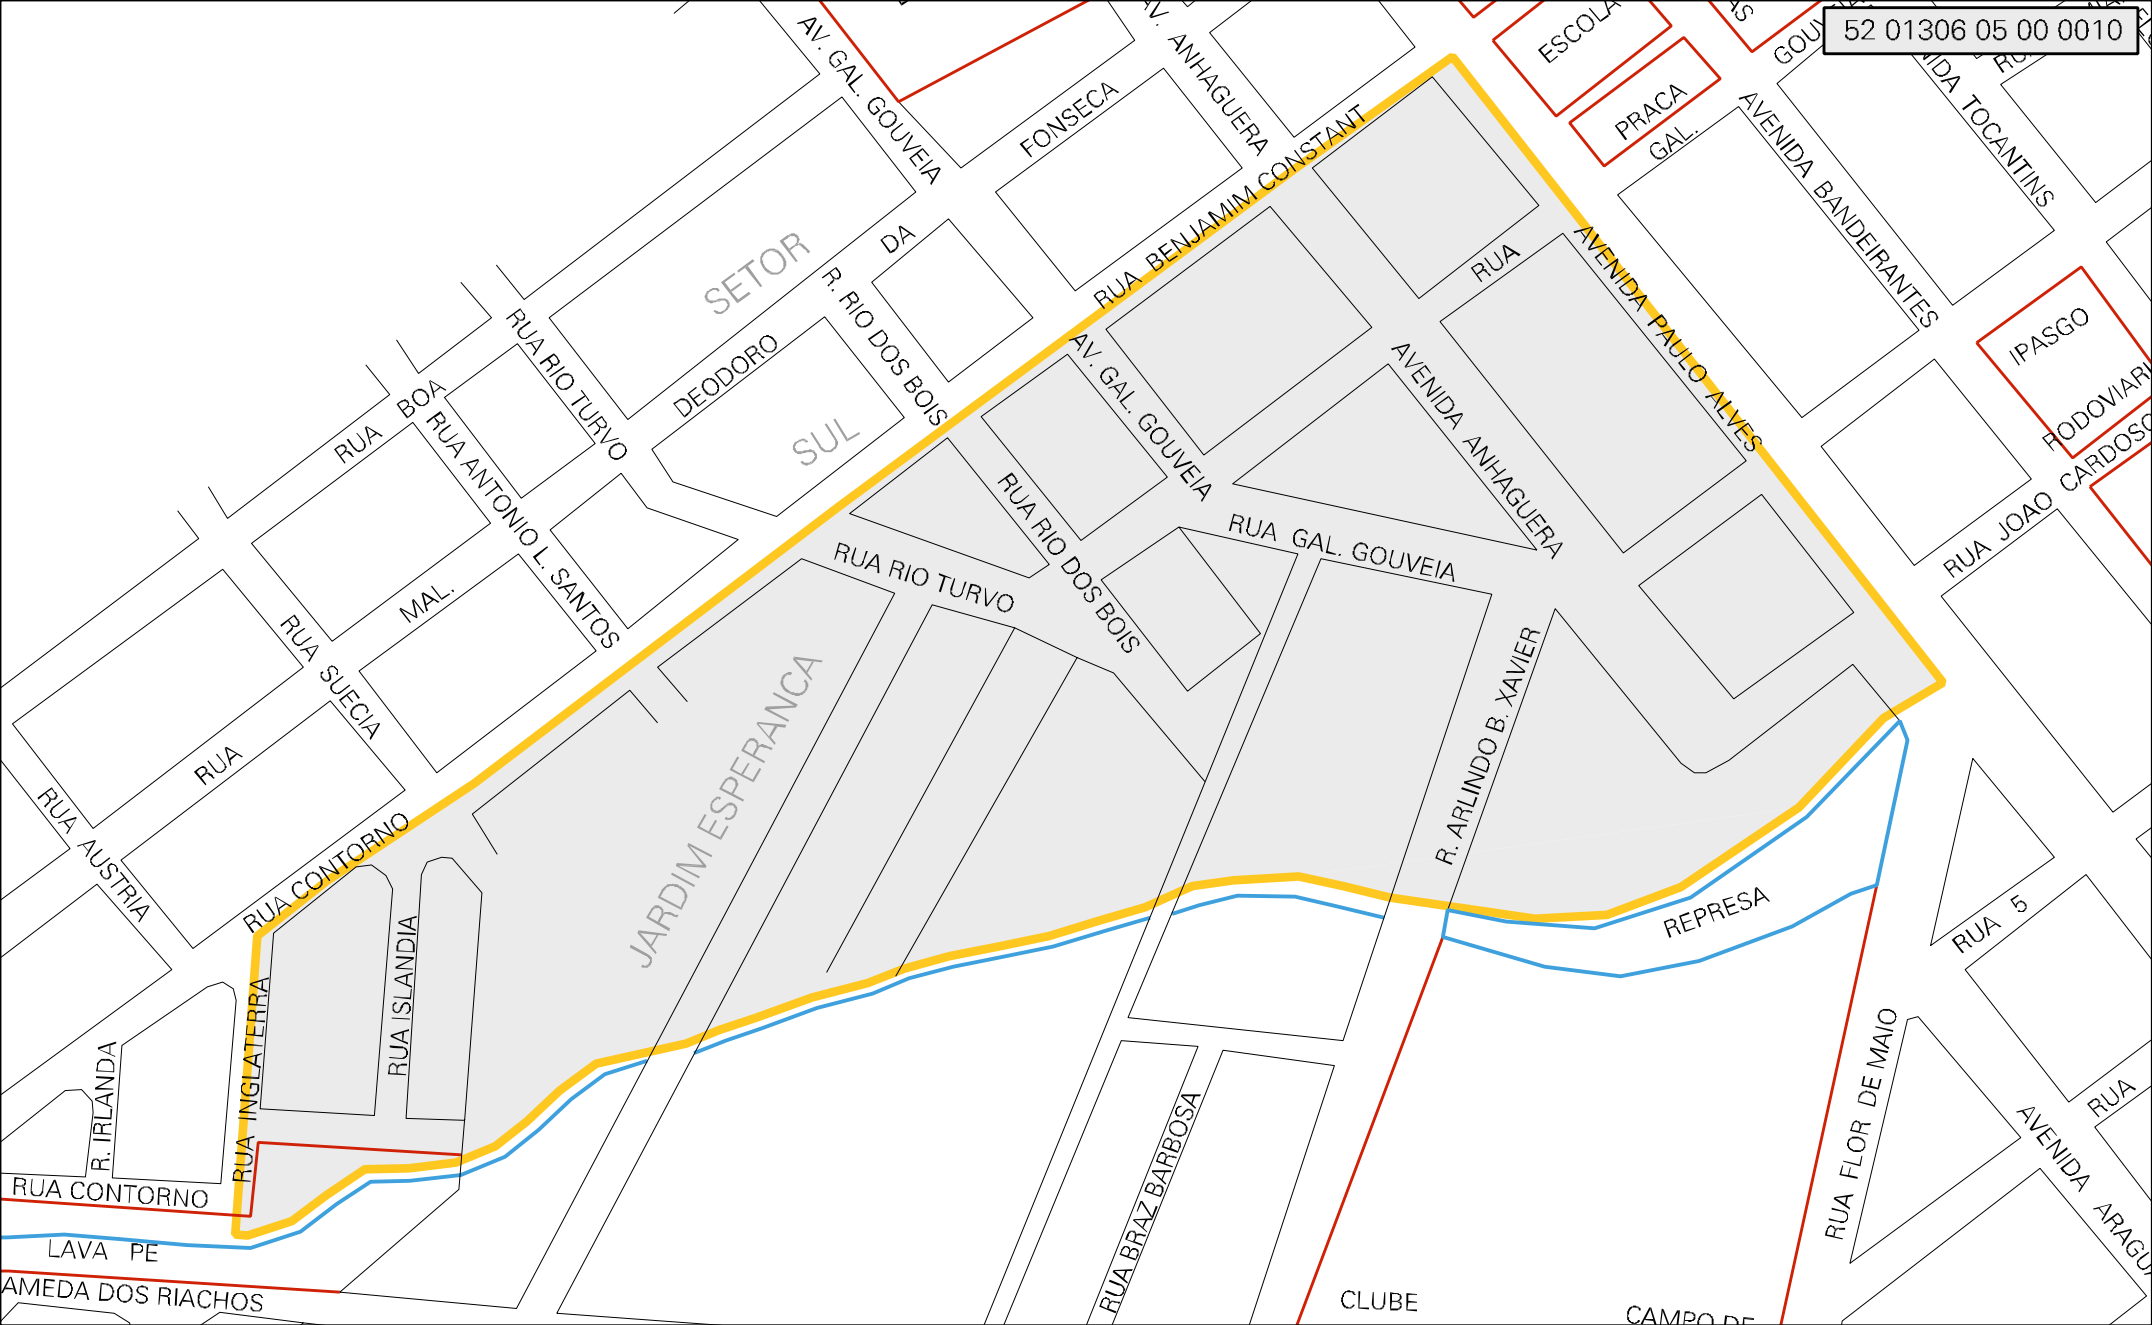 52 01306 05 00 0010
ESCOLA
PRACA
AV. GAL. GOUVEIA
FONSECA
AV. ANHAGUERA
GAL.
AVENIDA BANDEIRANTES
TOCANTINS
RUA BENJAMIM CONSTANT
SETOR
SUL
DA
R. RIO DOS BOIS
DEODORO
RUA RIO TURVO
BOA
RUA
RUA ANTONIO L. SANTOS
MAL.
RUA
RUA SUECIA
RUA AUSTRIA
RUA CONTORNO
RUA
AVENIDA PAULO ALVES
AV. GAL. GOUVEIA
AVENIDA ANHAGUERA
RUA RIO DOS BOIS
RUA GAL. GOUVEIA
RUA RIO TURVO
IPASGO
RUA JOAO CARDOSO
R. ARLINDO B. XAVIER
JARDIM ESPERANCA
REPRESA
RUA 5
RUA ISLANDIA
RUA INGLATERRA
R. IRLANDA
RUA CONTORNO
LAVA PE
AMEDA DOS RIACHOS
RUA BRAZ BARBOSA
RUA FLOR DE MAIO
RUA
AVENIDA
CLUBE
CAMPO DE